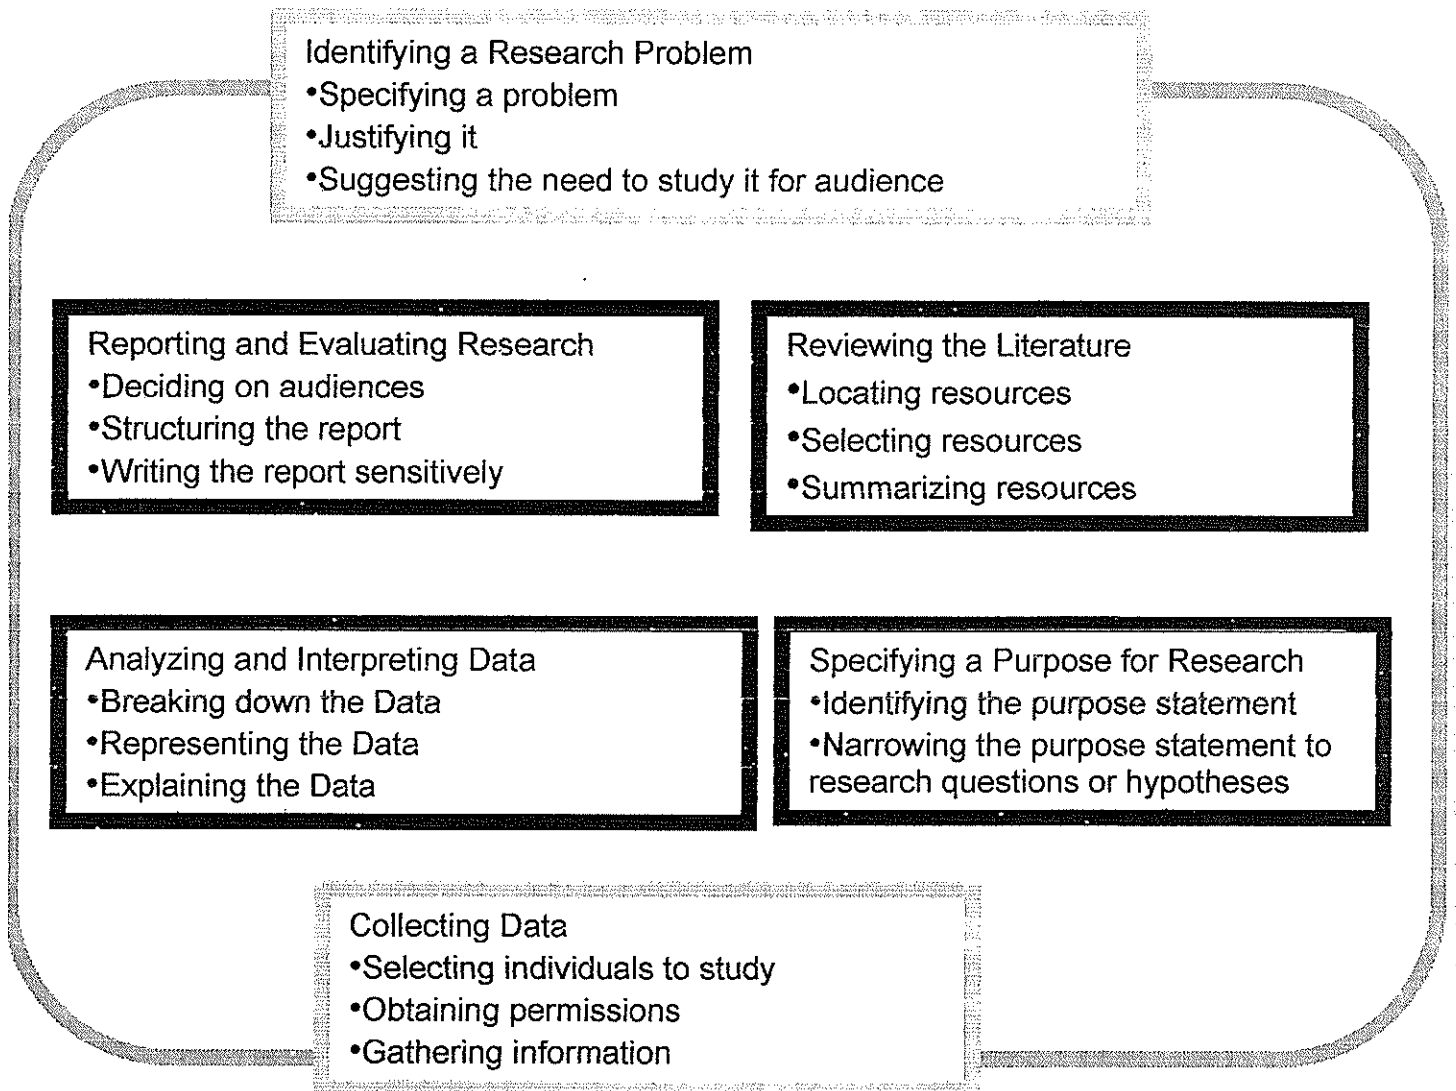 Identifying a Research Problem
•Specifying a problem
•Justifying it
•Suggesting the need to study it for audience
Reporting and Evaluating Research
•Deciding on audiences
•Structuring the report
•Writing the report sensitively
Reviewing the Literature
•Locating resources
•Selecting resources
•Summarizing resources
Analyzing and Interpreting Data
•Breaking down the Data
•Representing the Data
•Explaining the Data
Specifying a Purpose for Research
•Identifying the purpose statement
•Narrowing the purpose statement to
research questions or hypotheses
Collecting Data
•Selecting individuals to study
•Obtaining permissions
•Gathering information